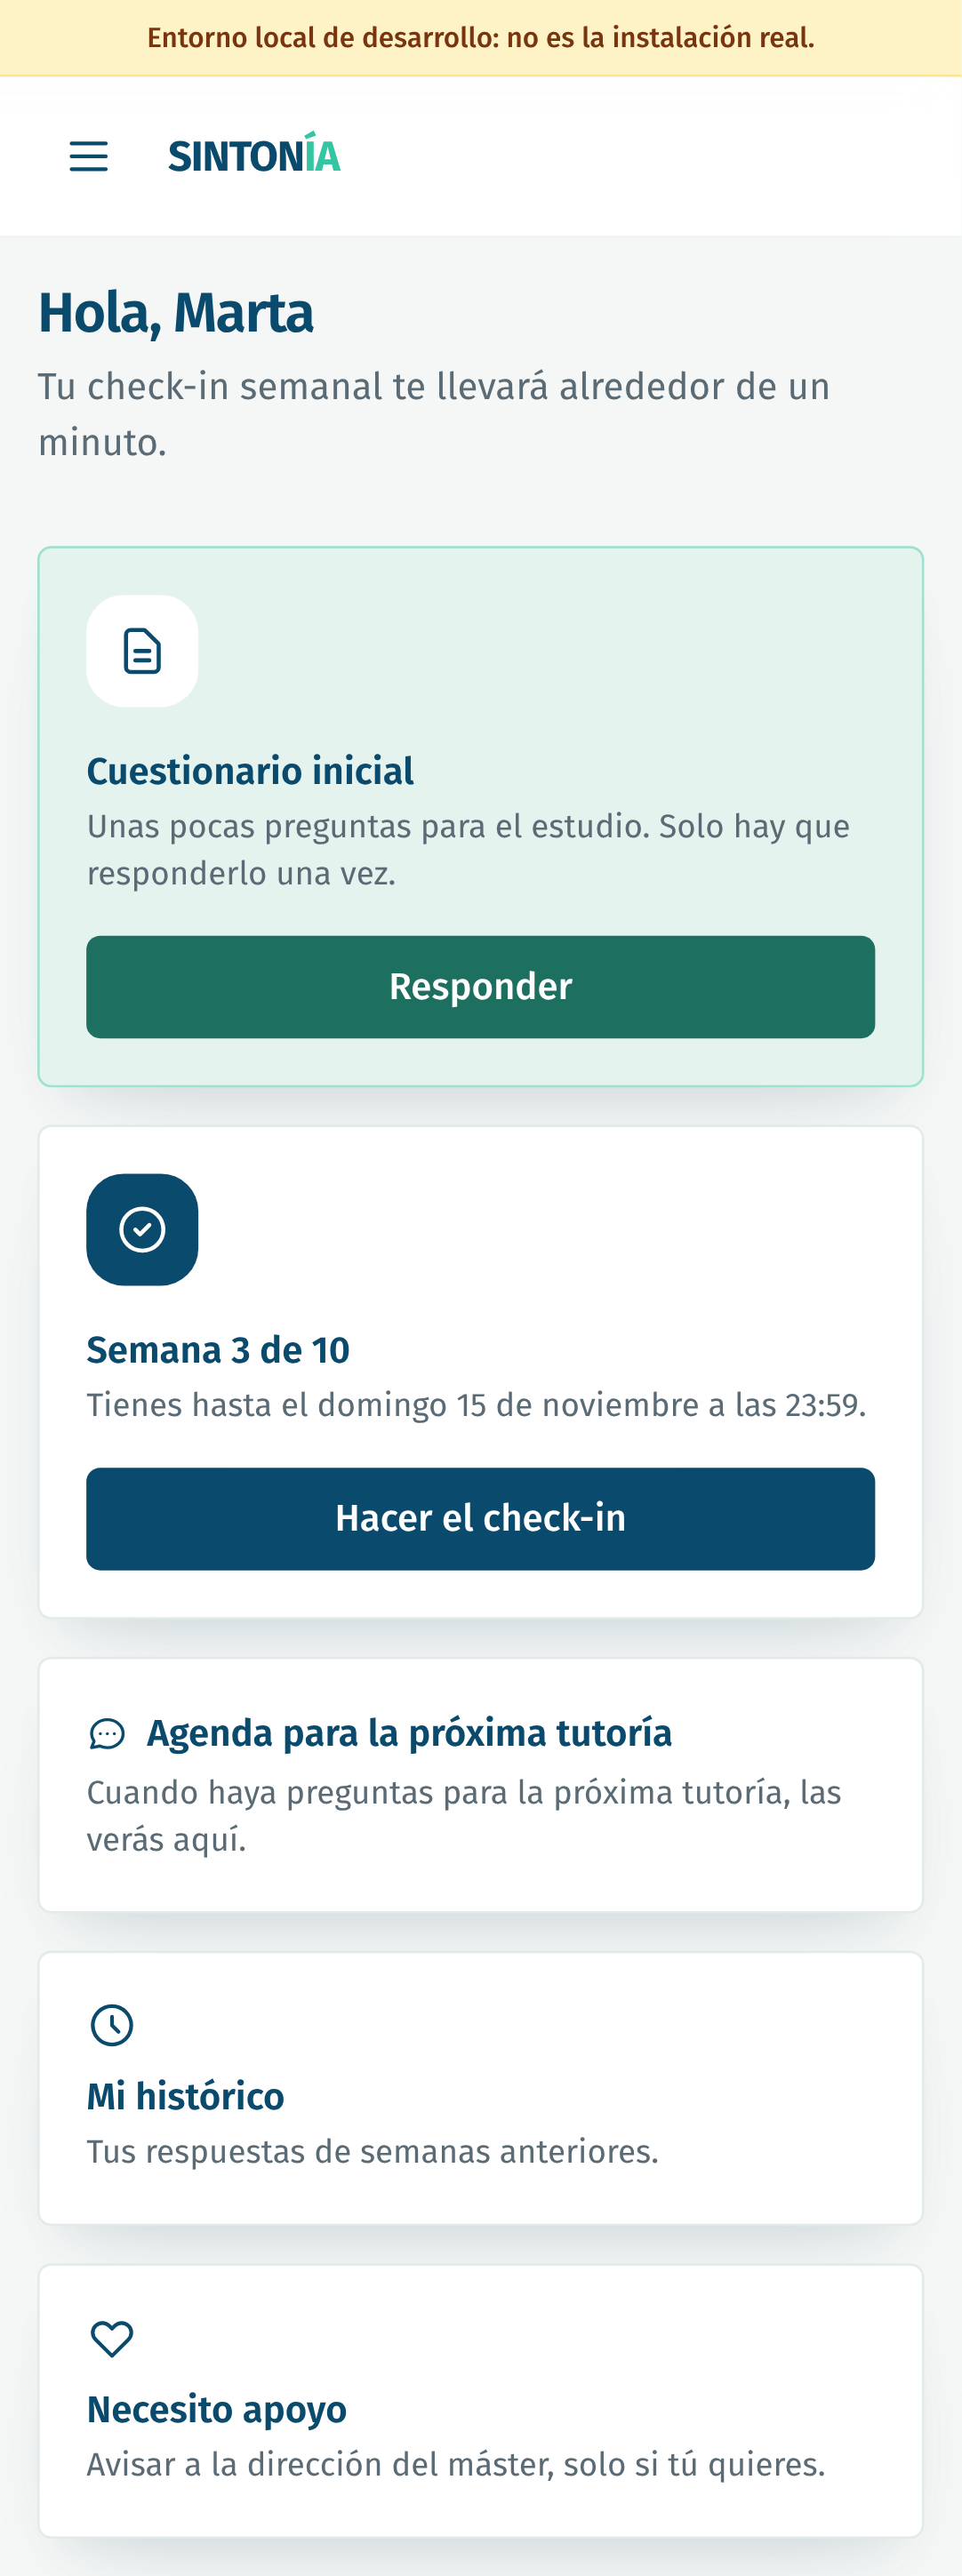 Entorno local de desarrollo: no es la instalación real.
SINTONÍA
Hola, Marta
Tu check-in semanal te llevará alrededor de un
minuto.
Cuestionario inicial
Unas pocas preguntas para el estudio. Solo hay que
responderlo una vez.
Responder
Semana 3 de 10
Tienes hasta el domingo 15 de noviembre a las 23:59.
Hacer el check-in
Agenda para la próxima tutoría
Cuando haya preguntas para la próxima tutoría, las
verás aquí.
Mi histórico
Tus respuestas de semanas anteriores.
Necesito apoyo
Avisar a la dirección del máster, solo si tú quieres.